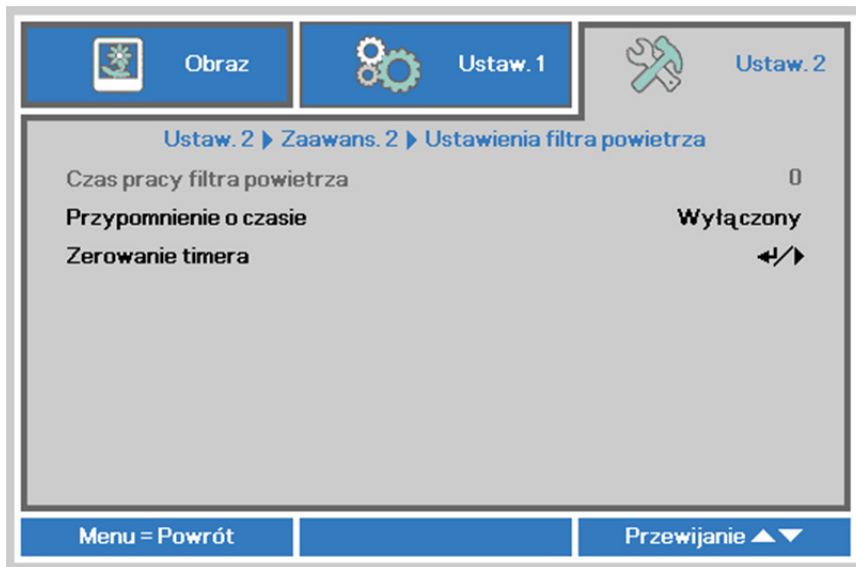 Obraz
Ustaw. 1
Ustaw. 2
Ustaw. 2 ▶ Zaawans. 2 ▶ Ustawienia filtra powietrza
Czas pracy filtra powietrza 0
Przypomnienie o czasie Wyłączony
Zerowanie timera ↵/▶
Menu = Powrót
Przewijanie ▲▼